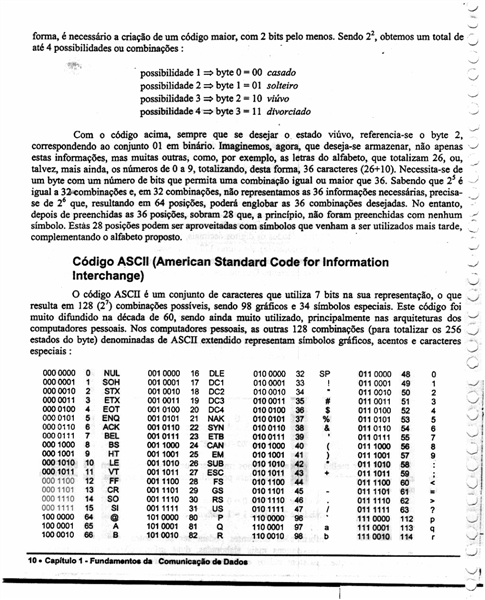 forma, é necessário a criação de um código maior, com 2 bits pelo menos. Sendo 2², obtemos um total de
até 4 possibilidades ou combinações :
possibilidade 1 ⇒ byte 0 = 00 casado
possibilidade 2 ⇒ byte 1 = 01 solteiro
possibilidade 3 ⇒ byte 2 = 10 viúvo
possibilidade 4 ⇒ byte 3 = 11 divorciado
Com o código acima, sempre que se desejar o estado viúvo, referencia-se o byte 2,
correspondendo ao conjunto 01 em binário. Imaginemos, agora, que deseja-se armazenar, não apenas
estas informações, mas muitas outras, como, por exemplo, as letras do alfabeto, que totalizam 26, ou,
talvez, mais ainda, os números de 0 a 9, totalizando, desta forma, 36 caracteres (26+10). Necessita-se de
um byte com um número de bits que permita uma combinação igual ou maior que 36. Sabendo que 2⁵ é
igual a 32 combinações e, em 32 combinações, não representamos as 36 informações necessárias, precisa-
se de 2⁶ que, resultando em 64 posições, poderá englobar as 36 combinações desejadas. No entanto,
depois de preenchidas as 36 posições, sobram 28 que, a princípio, não foram preenchidas com nenhum
símbolo. Estás 28 posições podem ser aproveitadas com símbolos que venham a ser utilizados mais tarde,
complementando o alfabeto proposto.
Código ASCII (American Standard Code for Information
Interchange)
O código ASCII é um conjunto de caracteres que utiliza 7 bits na sua representação, o que
resulta em 128 (2⁷) combinações possíveis, sendo 98 gráficos e 34 símbolos especiais. Este código foi
muito difundido na década de 60, sendo ainda muito utilizado, principalmente nas arquiteturas dos
computadores pessoais. Nos computadores pessoais, as outras 128 combinações (para totalizar os 256
estados do byte) denominadas de ASCII extendido representam símbolos gráficos, acentos e caracteres
especiais :
000 0000 0 NUL 001 0000 16 DLE 010 0000 32 SP 011 0000 48 0
000 0001 1 SOH 001 0001 17 DC1 010 0001 33 ! 011 0001 49 1
000 0010 2 STX 001 0010 18 DC2 010 0010 34 " 011 0010 50 2
000 0011 3 ETX 001 0011 19 DC3 010 0011 35 # 011 0011 51 3
000 0100 4 EOT 001 0100 20 DC4 010 0100 36 $ 011 0100 52 4
000 0101 5 ENQ 001 0101 21 NAK 010 0101 37 % 011 0101 53 5
000 0110 6 ACK 001 0110 22 SYN 010 0110 38 & 011 0110 54 6
000 0111 7 BEL 001 0111 23 ETB 010 0111 39 ' 011 0111 55 7
000 1000 8 BS 001 1000 24 CAN 010 1000 40 ( 011 1000 56 8
000 1001 9 HT 001 1001 25 EM 010 1001 41 ) 011 1001 57 9
000 1010 10 LE 001 1010 26 SUB 010 1010 42 * 011 1010 58 :
000 1011 11 VT 001 1011 27 ESC 010 1011 43 + 011 1011 59 ;
000 1100 12 FF 001 1100 28 FS 010 1100 44 011 1100 60 <
000 1101 13 CR 001 1101 29 GS 010 1101 45 - 011 1101 61 =
000 1110 14 SO 001 1110 30 RS 010 1110 46 . 011 1110 62 >
000 1111 15 SI 001 1111 31 US 010 1111 47 / 011 1111 63 ?
100 0000 64 @ 101 0000 80 P 110 0000 96 ' 111 0000 112 p
100 0001 65 A 101 0001 81 Q 110 0001 97 a 111 0001 113 q
100 0010 66 B 101 0010 82 R 110 0010 98 b 111 0010 114 r
10 • Capítulo 1 - Fundamentos da Comunicação de Dados